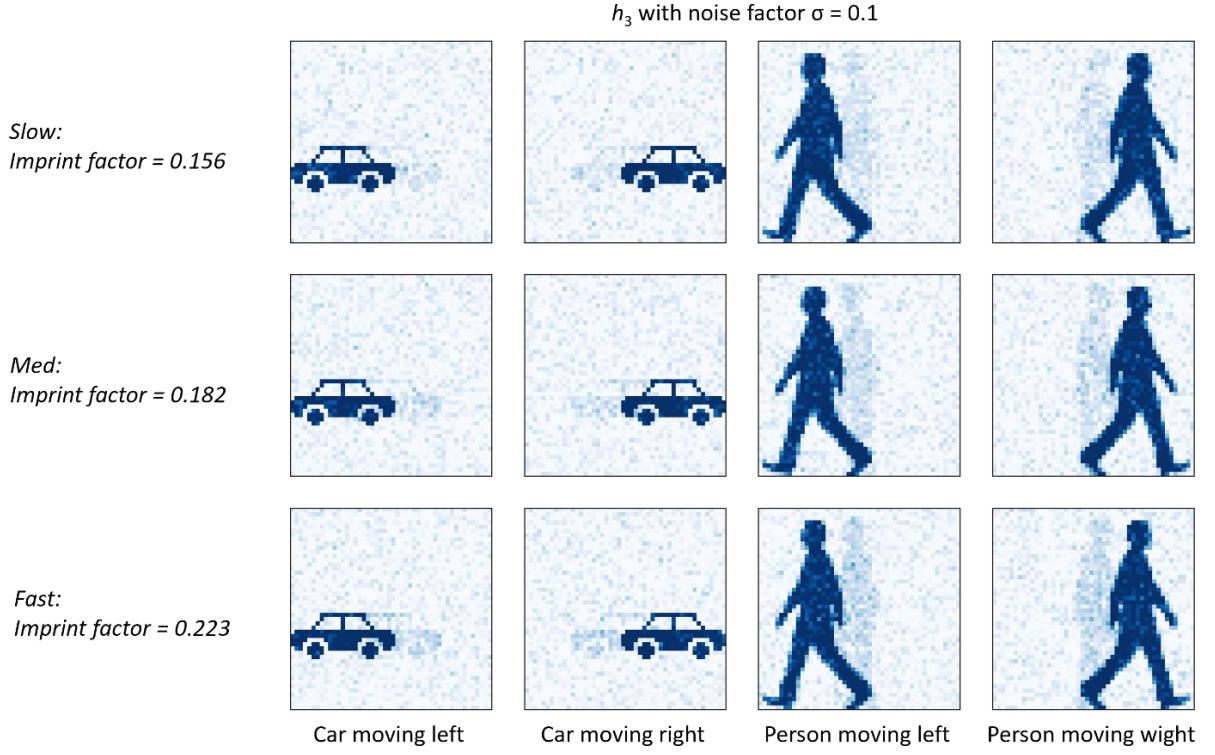 h₃ with noise factor σ = 0.1
Slow:
Imprint factor = 0.156
Med:
Imprint factor = 0.182
Fast:
Imprint factor = 0.223
Car moving left
Car moving right
Person moving left
Person moving wight